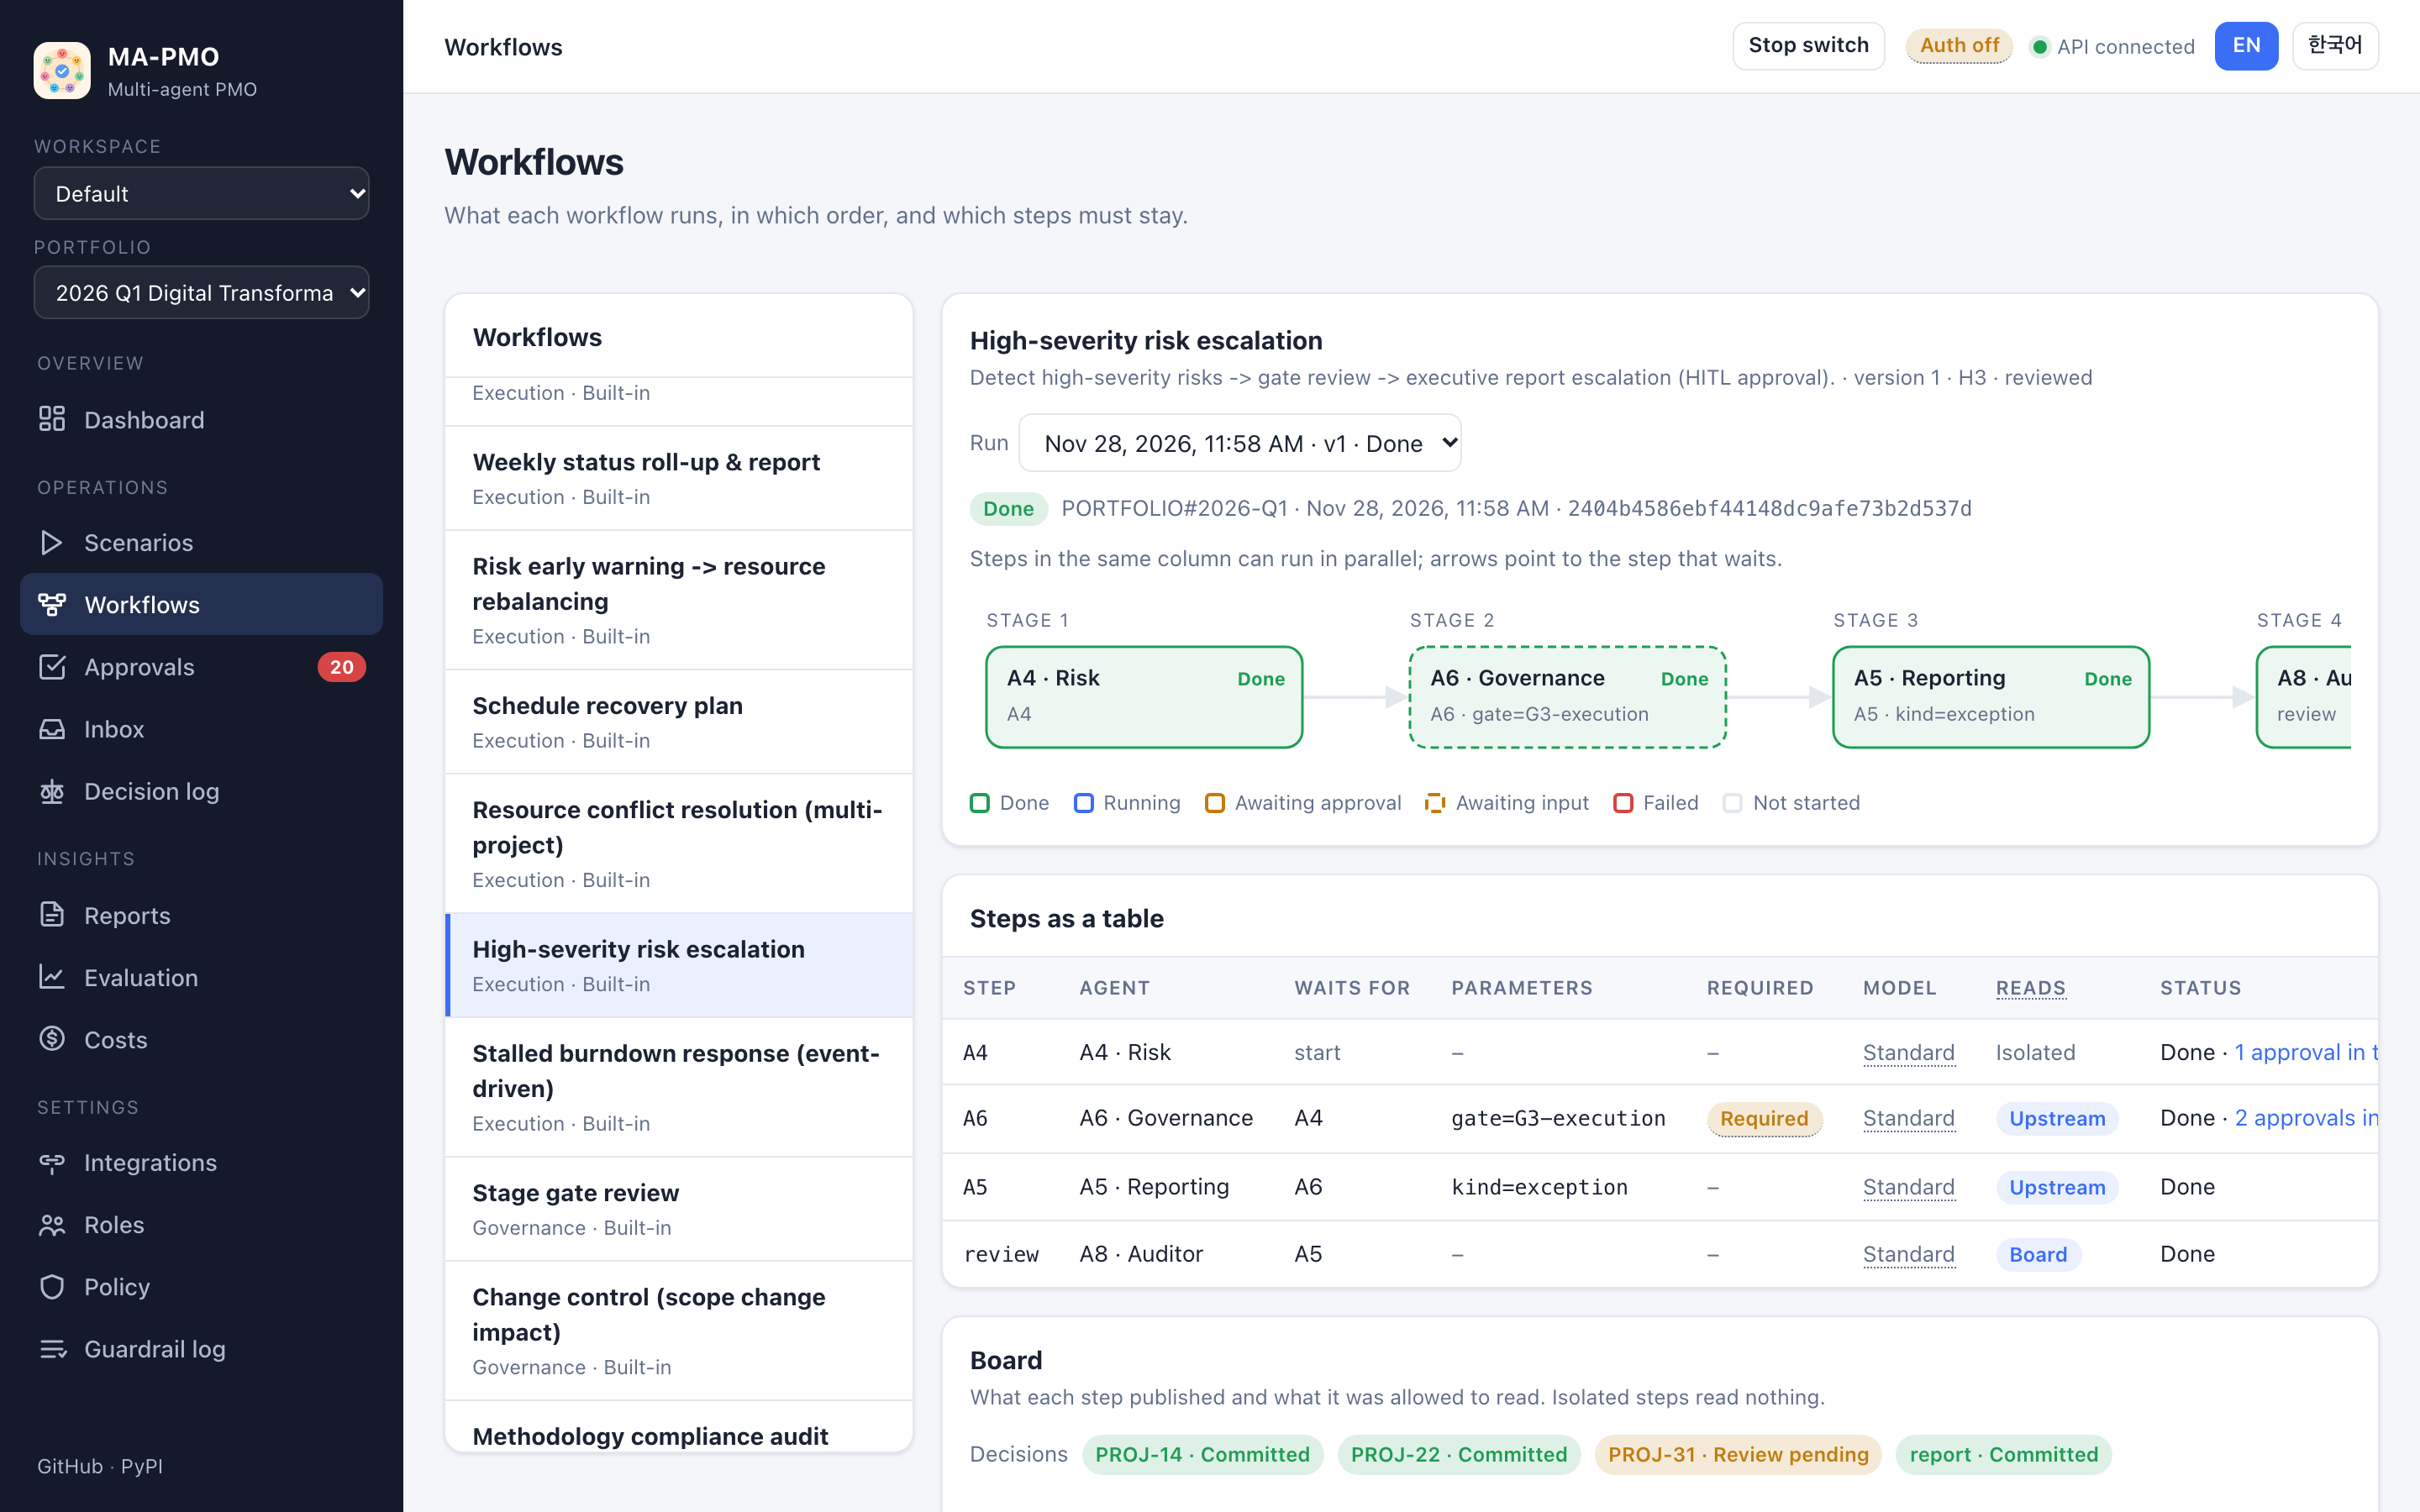 MA-PMO
Multi-agent PMO
WORKSPACE
Default
PORTFOLIO
2026 Q1 Digital Transforma
OVERVIEW
Dashboard
OPERATIONS
Scenarios
Workflows
Approvals 20
Inbox
Decision log
INSIGHTS
Reports
Evaluation
Costs
SETTINGS
Integrations
Roles
Policy
Guardrail log
GitHub · PyPI
Workflows
Stop switch Auth off API connected EN 한국어
Workflows
What each workflow runs, in which order, and which steps must stay.
Workflows
Execution · Built-in
Weekly status roll-up & report
Execution · Built-in
Risk early warning -> resource
rebalancing
Execution · Built-in
Schedule recovery plan
Execution · Built-in
Resource conflict resolution (multi-
project)
Execution · Built-in
High-severity risk escalation
Execution · Built-in
Stalled burndown response (event-
driven)
Execution · Built-in
Stage gate review
Governance · Built-in
Change control (scope change
impact)
Governance · Built-in
Methodology compliance audit
High-severity risk escalation
Detect high-severity risks -> gate review -> executive report escalation (HITL approval). · version 1 · H3 · reviewed
Run Nov 28, 2026, 11:58 AM · v1 · Done
Done PORTFOLIO#2026-Q1 · Nov 28, 2026, 11:58 AM · 2404b4586ebf44148dc9afe73b2d537d
Steps in the same column can run in parallel; arrows point to the step that waits.
STAGE 1 STAGE 2 STAGE 3 STAGE 4
A4 · Risk Done A6 · Governance Done A5 · Reporting Done A8 · Au
A4 A6 · gate=G3-execution A5 · kind=exception review
Done Running Awaiting approval Awaiting input Failed Not started
Steps as a table
STEP AGENT WAITS FOR PARAMETERS REQUIRED MODEL READS STATUS
A4 A4 · Risk start – – Standard Isolated Done · 1 approval in t
A6 A6 · Governance A4 gate=G3-execution Required Standard Upstream Done · 2 approvals in
A5 A5 · Reporting A6 kind=exception – Standard Upstream Done
review A8 · Auditor A5 – – Standard Board Done
Board
What each step published and what it was allowed to read. Isolated steps read nothing.
Decisions PROJ-14 · Committed PROJ-22 · Committed PROJ-31 · Review pending report · Committed